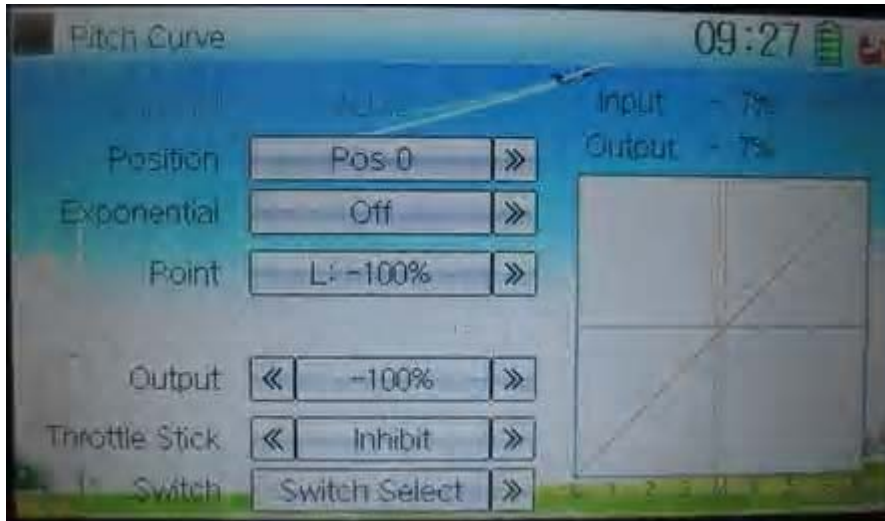 Pitch Curve 09:27
Input - 7%
Position Pos 0 »
Output - 7%
Exponential Off »
Point L: -100% »
Output « -100% »
Throttle Stick « Inhibit »
Switch Switch Select »